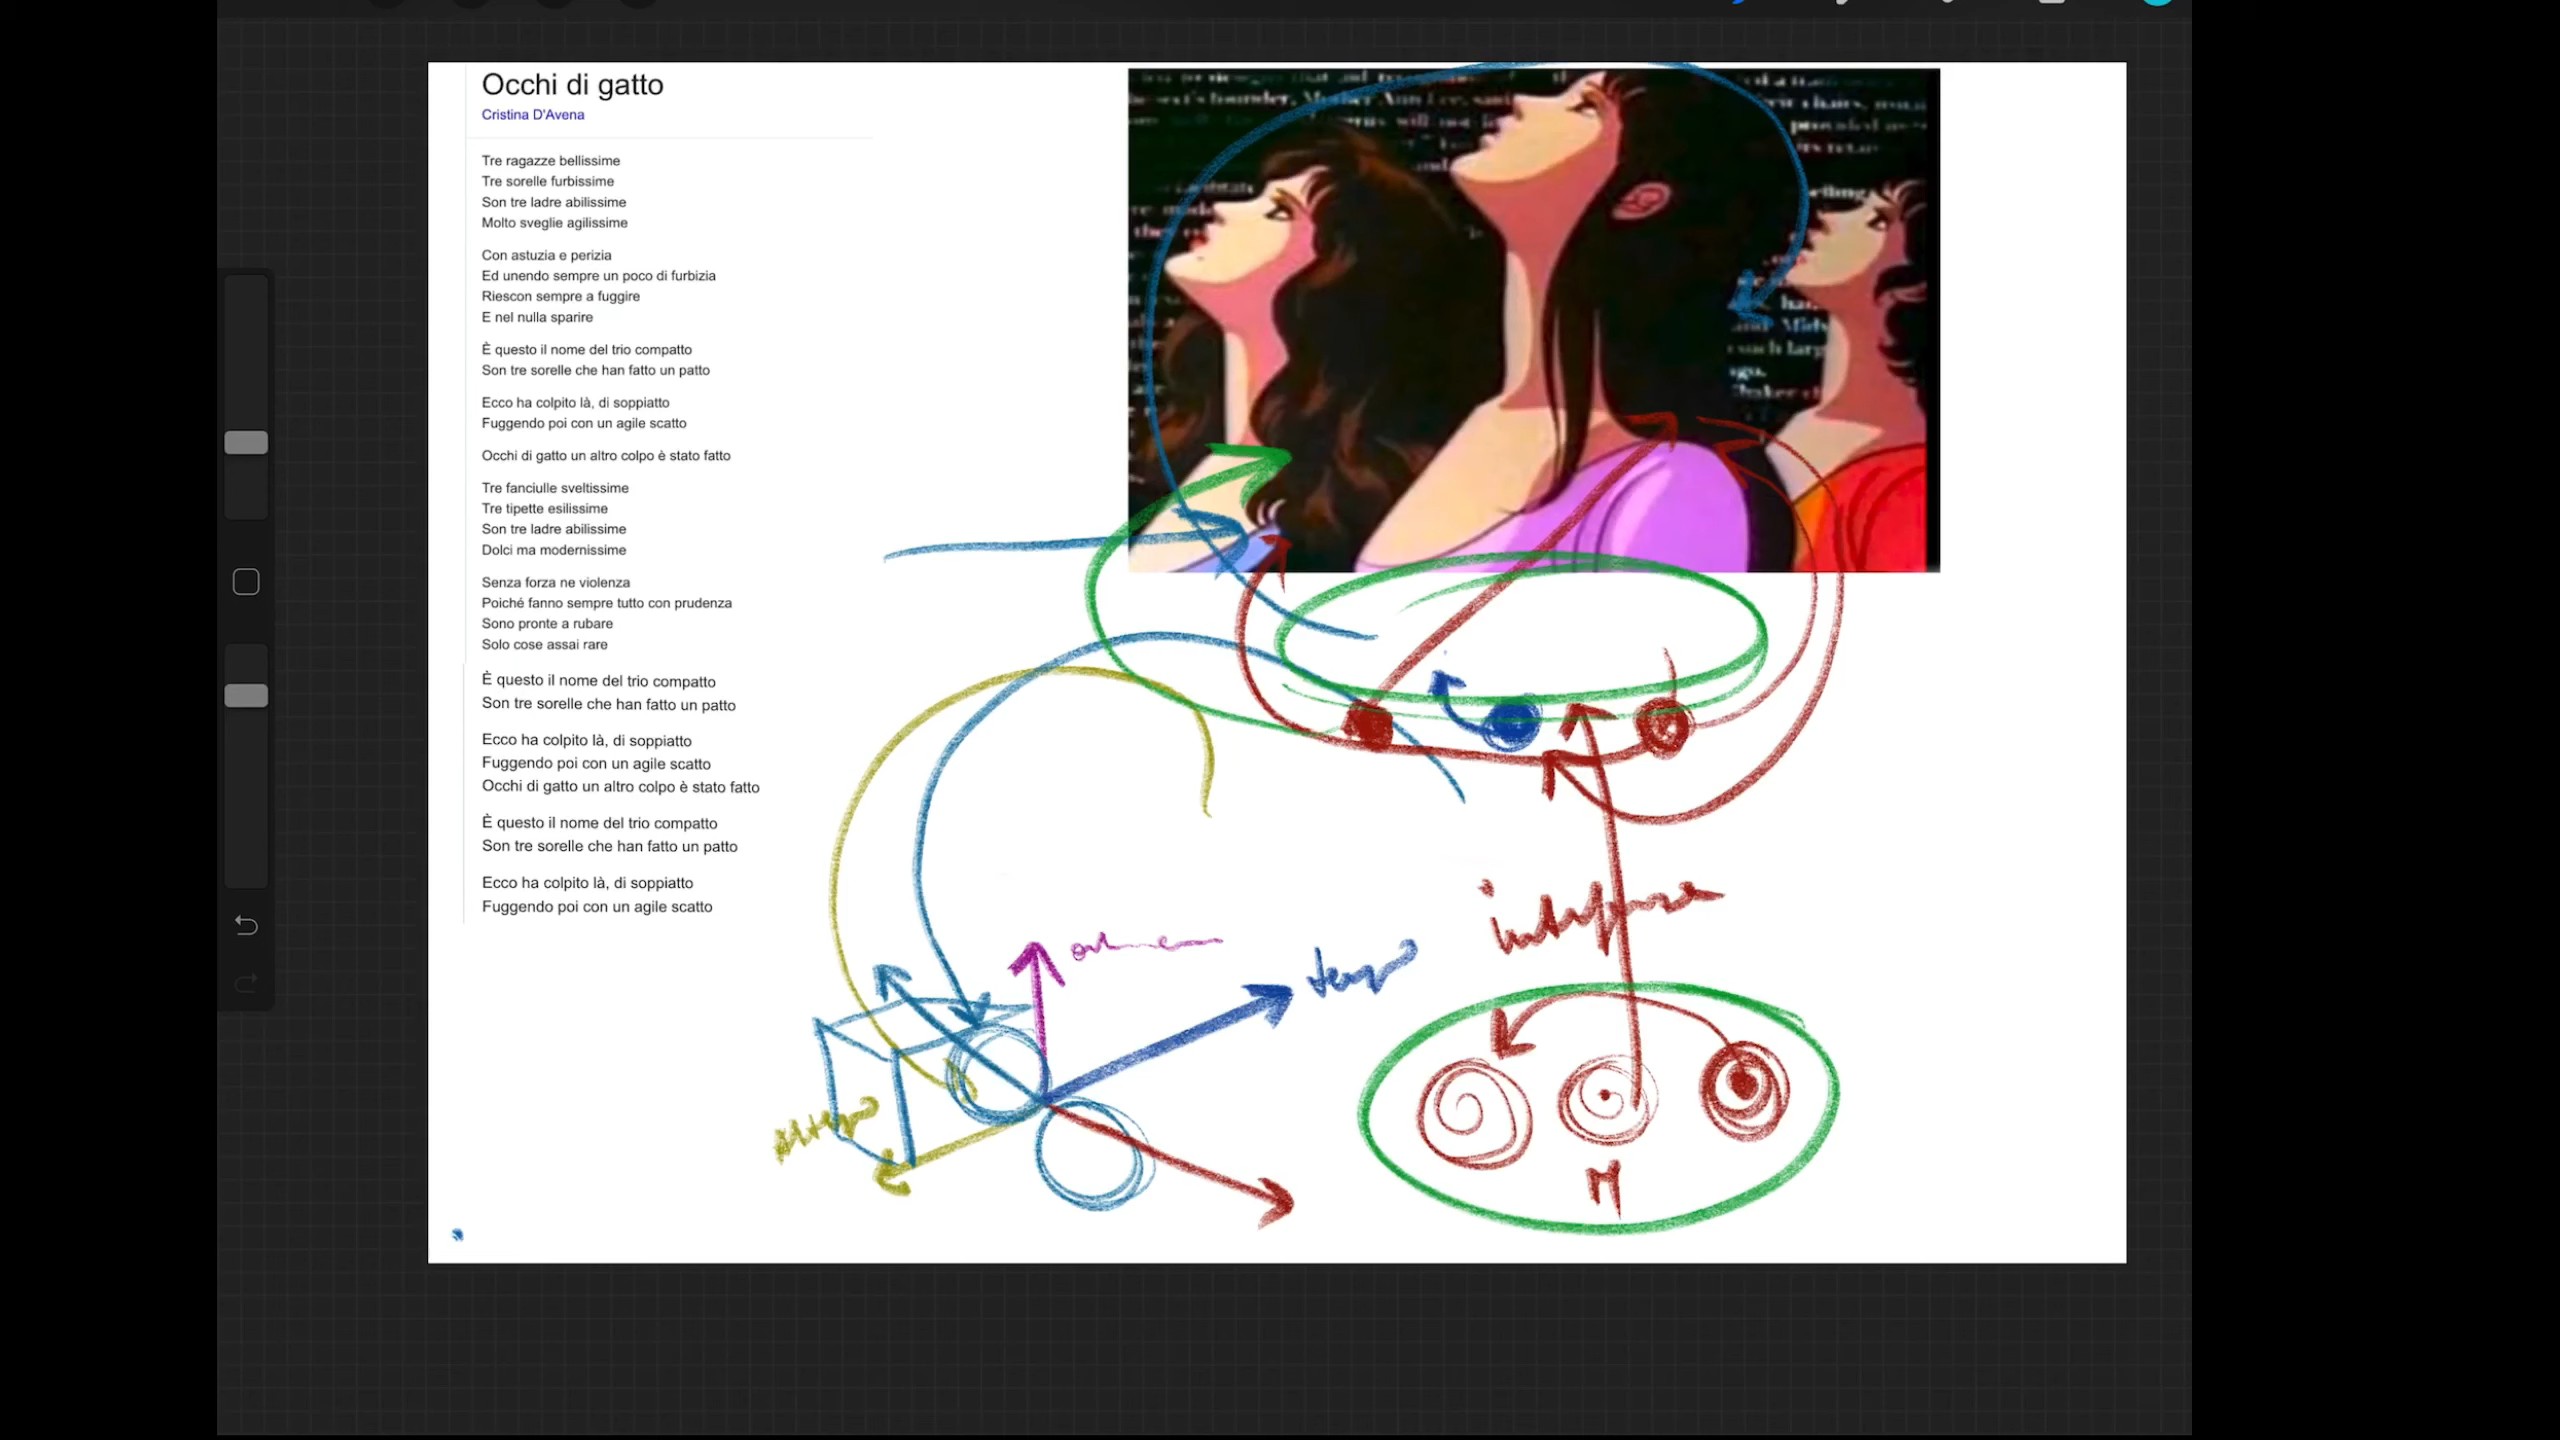 Occhi di gatto
Cristina D'Avena
Tre ragazze bellissime
Tre sorelle furbissime
Son tre ladre abilissime
Molto sveglie agilissime
Con astuzia e perizia
Ed unendo sempre un poco di furbizia
Riescon sempre a fuggire
E nel nulla sparire
È questo il nome del trio compatto
Son tre sorelle che han fatto un patto
Ecco ha colpito là, di soppiatto
Fuggendo poi con un agile scatto
Occhi di gatto un altro colpo è stato fatto
Tre fanciulle sveltissime
Tre tipette esilissime
Son tre ladre abilissime
Dolci ma modernissime
Senza forza ne violenza
Poiché fanno sempre tutto con prudenza
Sono pronte a rubare
Solo cose assai rare
È questo il nome del trio compatto
Son tre sorelle che han fatto un patto
Ecco ha colpito là, di soppiatto
Fuggendo poi con un agile scatto
Occhi di gatto un altro colpo è stato fatto
È questo il nome del trio compatto
Son tre sorelle che han fatto un patto
Ecco ha colpito là, di soppiatto
Fuggendo poi con un agile scatto